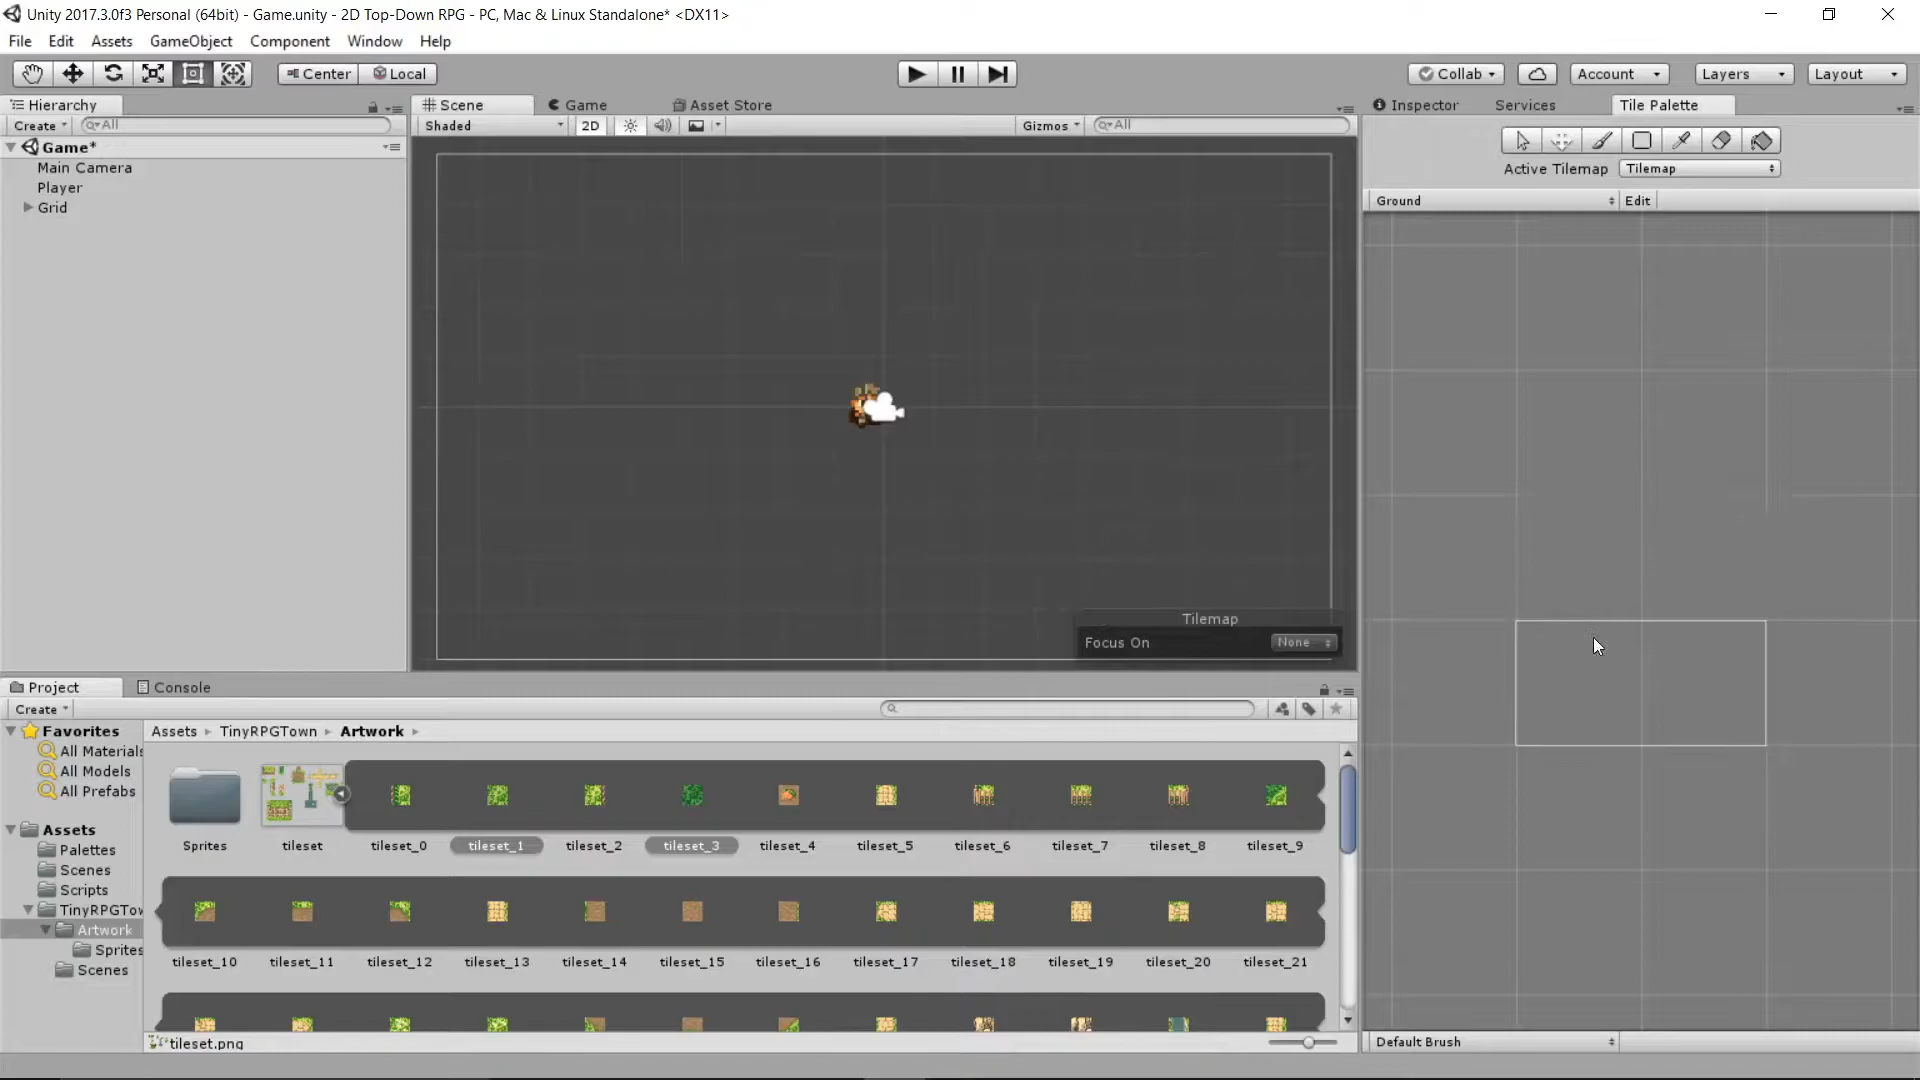 Unity 2017.3.0f3 Personal (64bit) - Game.unity - 2D Top-Down RPG - PC, Mac & Linux Standalone* <DX11>
File Edit Assets GameObject Component Window Help
Center Local Collab Account Layers Layout
Hierarchy
Create All
Game*
Main Camera
Player
Grid
Scene Game Asset Store
Shaded 2D Gizmos All
Tilemap
Focus On None
Inspector Services Tile Palette
Active Tilemap Tilemap
Ground Edit
Default Brush
Project Console
Create
Favorites
All Materials
All Models
All Prefabs
Assets
Palettes
Scenes
Scripts
TinyRPGTow
Artwork
Sprites
Scenes
Assets TinyRPGTown Artwork
Sprites tileset tileset_0 tileset_1 tileset_2 tileset_3 tileset_4 tileset_5 tileset_6 tileset_7 tileset_8 tileset_9
tileset_10 tileset_11 tileset_12 tileset_13 tileset_14 tileset_15 tileset_16 tileset_17 tileset_18 tileset_19 tileset_20 tileset_21
tileset.png